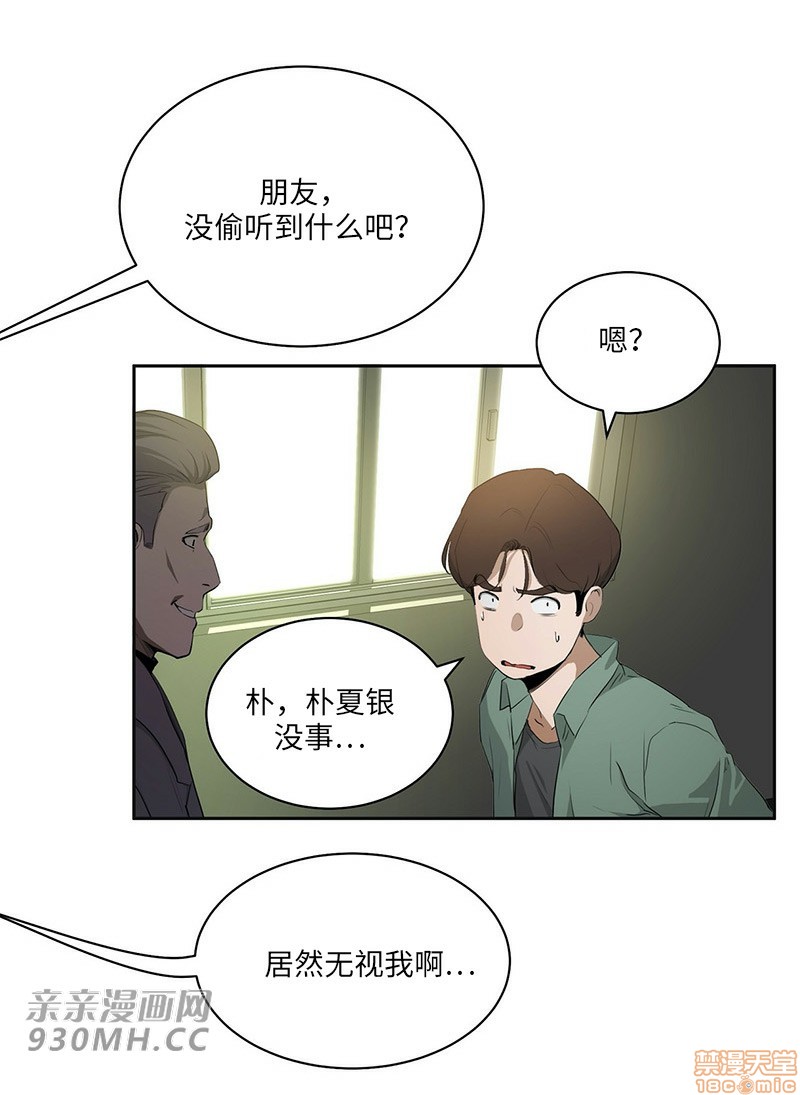 朋友，
没偷听到什么吧？
嗯？
朴，朴夏银
没事...
居然无视我啊...
亲亲漫画网
930MH.CC
禁漫天堂
18comic